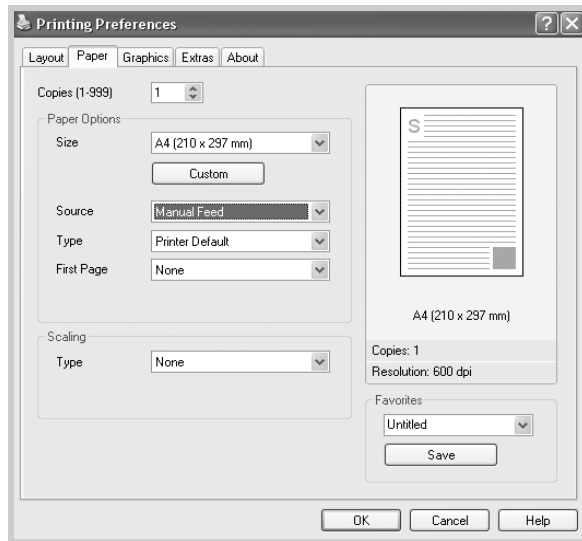 Printing Preferences
Layout Paper Graphics Extras About
Copies (1-999) 1
Paper Options
Size A4 (210 x 297 mm)
Custom
Source Manual Feed
Type Printer Default
First Page None
Scaling
Type None
S
A4 (210 x 297 mm)
Copies: 1
Resolution: 600 dpi
Favorites
Untitled
Save
OK Cancel Help